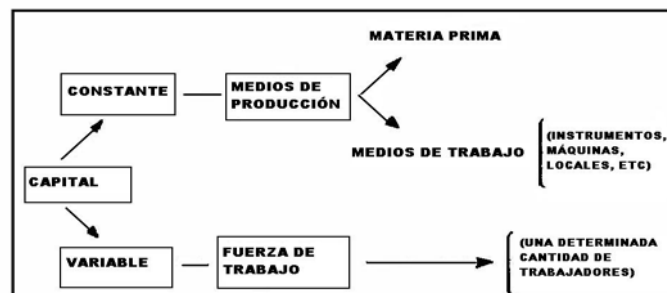 MATERIA PRIMA
CONSTANTE
MEDIOS DE
PRODUCCIÓN
MEDIOS DE TRABAJO
(INSTRUMENTOS,
MÁQUINAS,
LOCALES, ETC)
CAPITAL
VARIABLE
FUERZA DE
TRABAJO
(UNA DETERMINADA
CANTIDAD DE
TRABAJADORES)